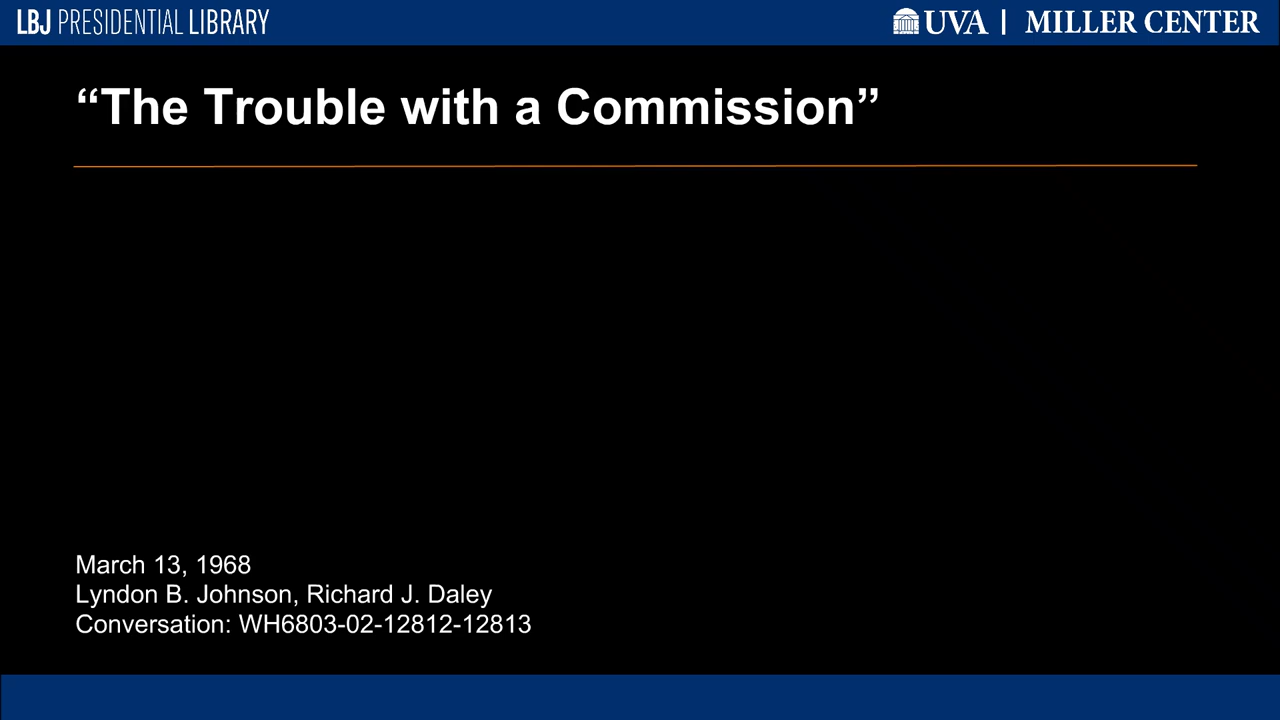 LBJ PRESIDENTIAL LIBRARY
UVA | MILLER CENTER
“The Trouble with a Commission”
March 13, 1968
Lyndon B. Johnson, Richard J. Daley
Conversation: WH6803-02-12812-12813